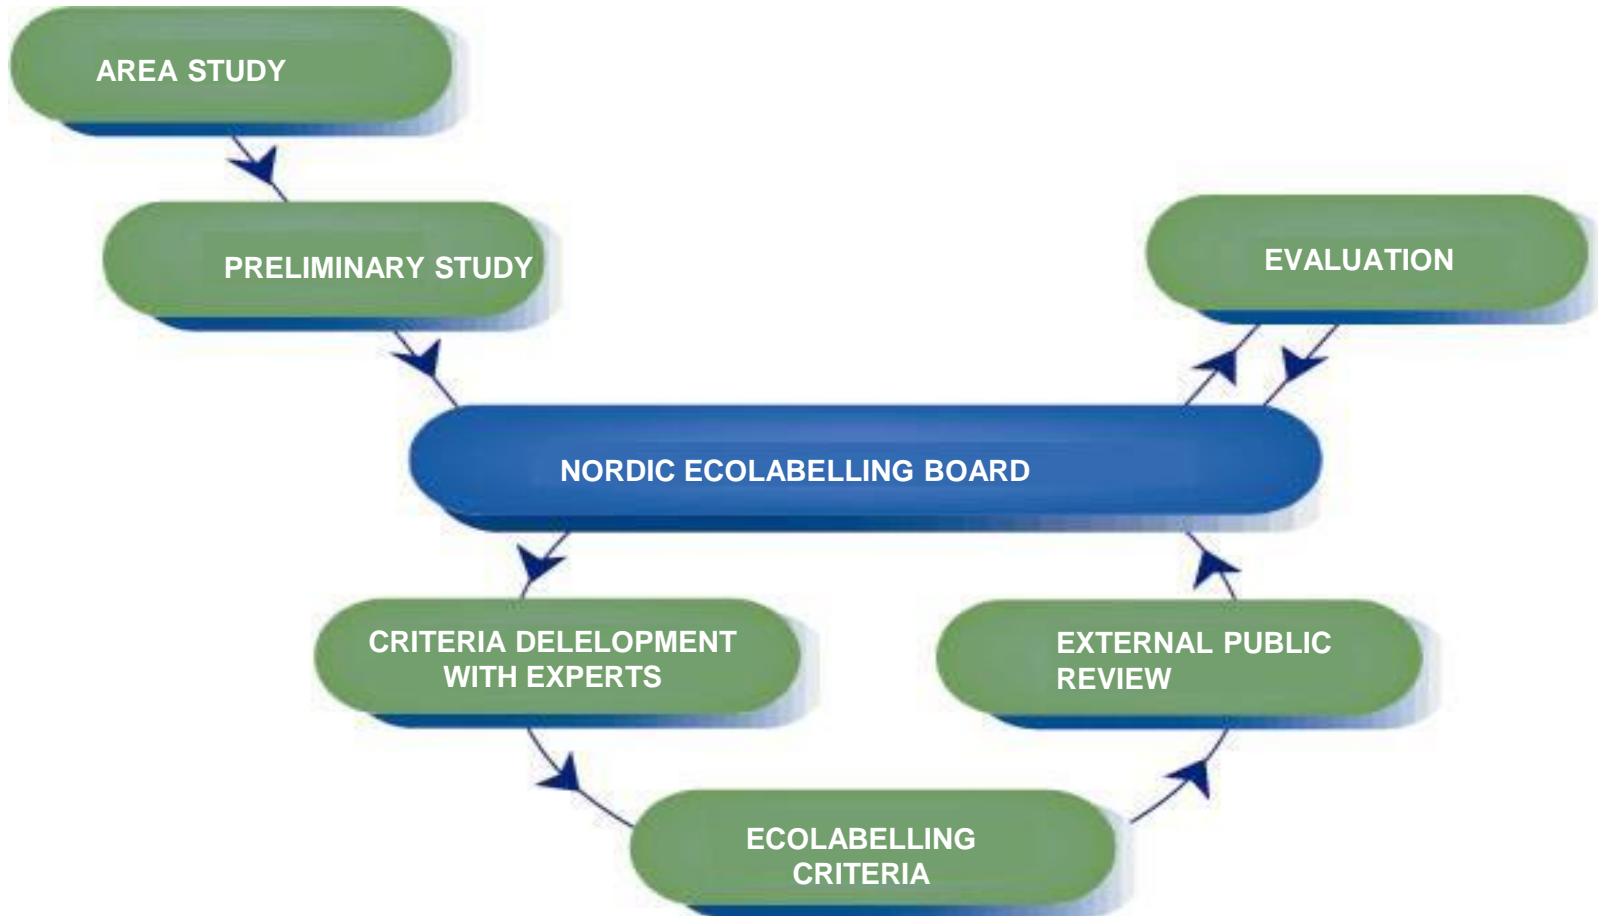 AREA STUDY
PRELIMINARY STUDY
EVALUATION
NORDIC ECOLABELLING BOARD
CRITERIA DELELOPMENT
WITH EXPERTS
EXTERNAL PUBLIC
REVIEW
ECOLABELLING
CRITERIA